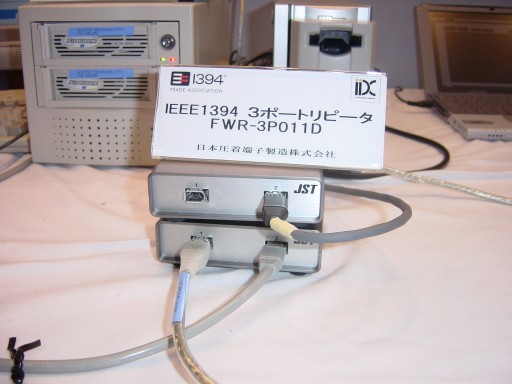 1394
TRADE ASSOCIATION
IEEE1394 3ポートリピータ
FWR-3P011D
日本圧着端子製造株式会社
JST
JST